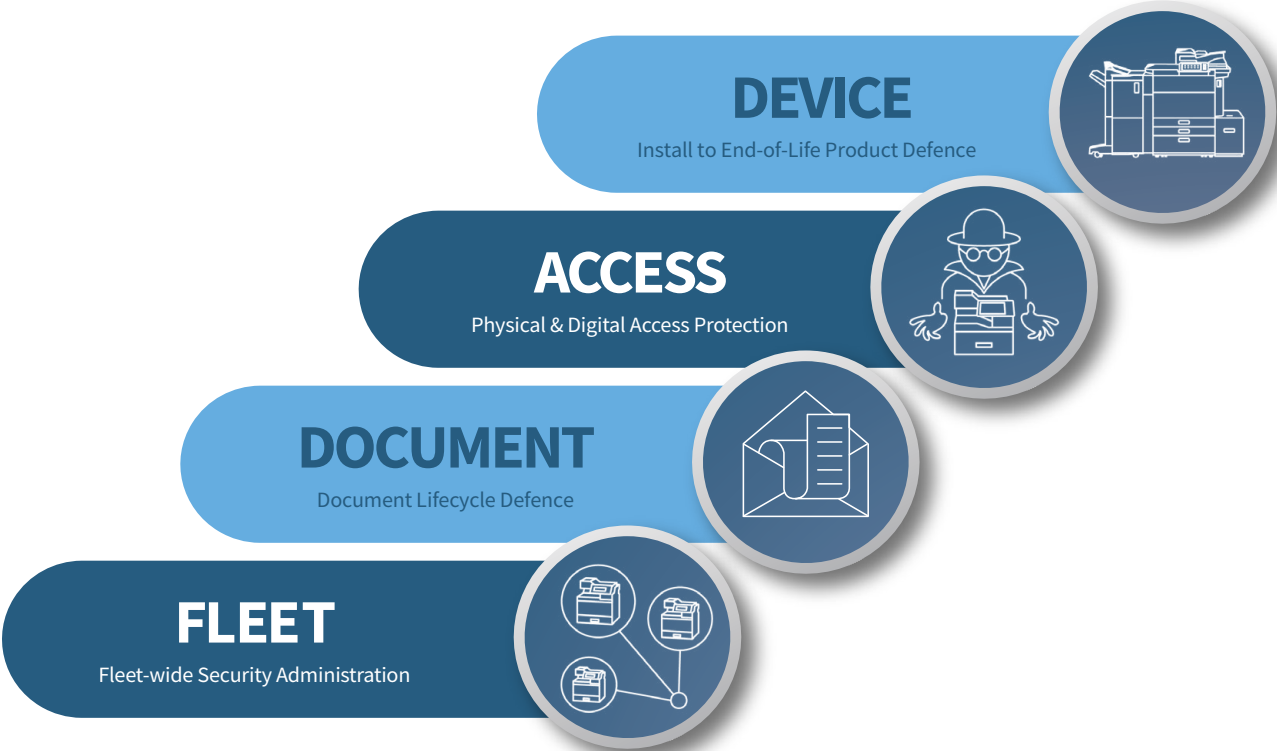 DEVICE
Install to End-of-Life Product Defence
ACCESS
Physical & Digital Access Protection
DOCUMENT
Document Lifecycle Defence
FLEET
Fleet-wide Security Administration